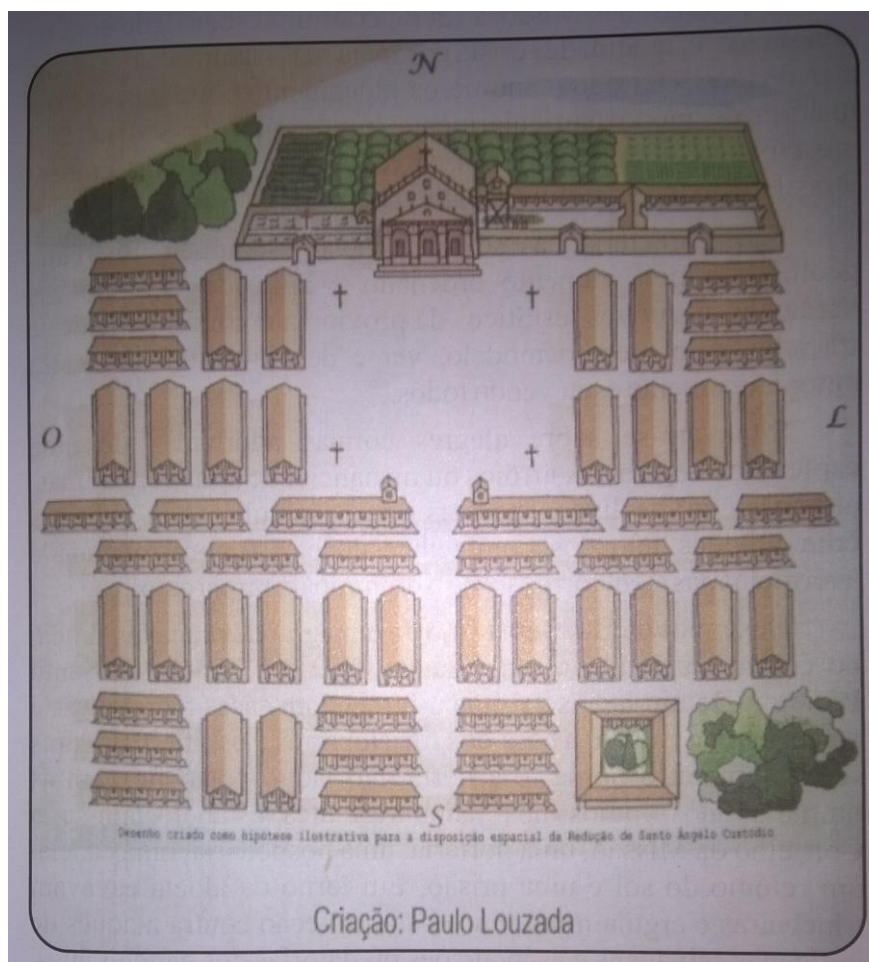 N
O
L
S
Desenho criado como hipótese ilustrativa para a disposição espacial da Redução de Santo Ângelo Custódio
Criação: Paulo Louzada